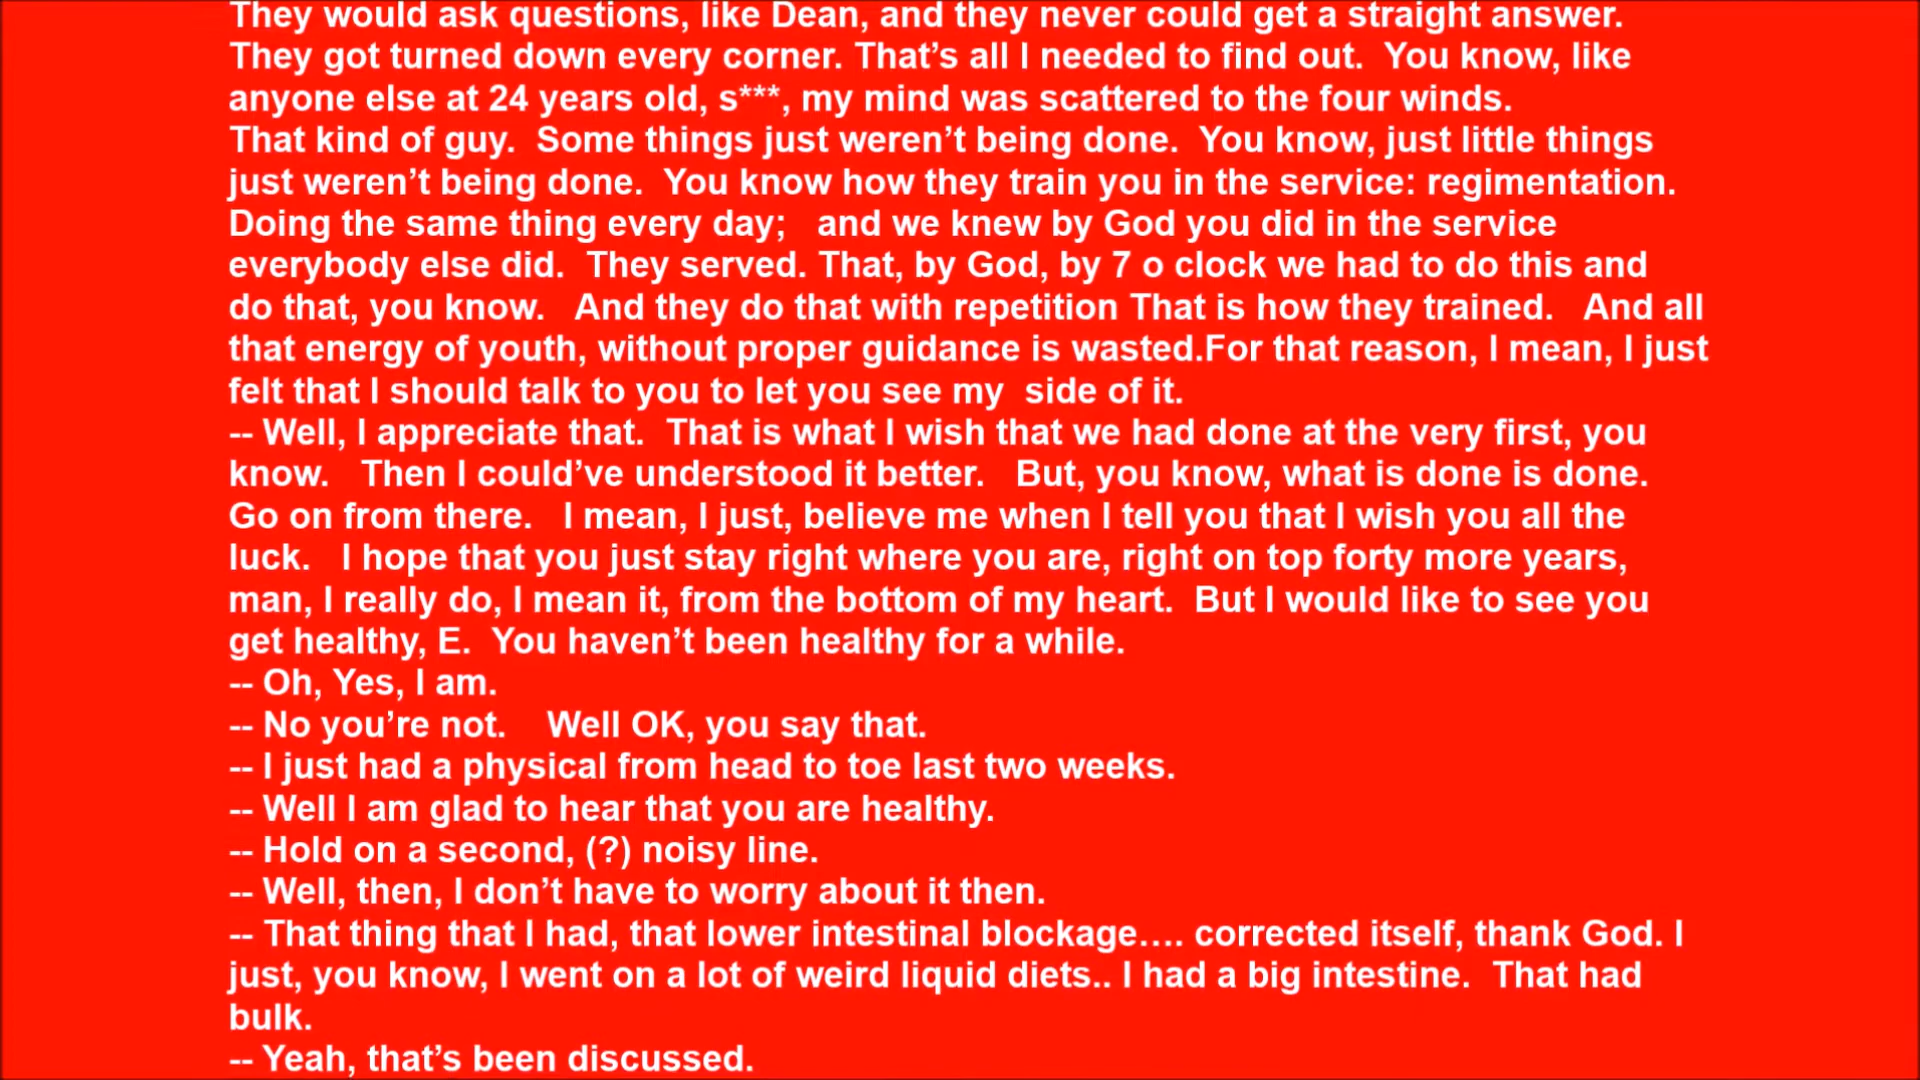 They would ask questions, like Dean, and they never could get a straight answer.
They got turned down every corner. That's all I needed to find out.  You know, like
anyone else at 24 years old, s***, my mind was scattered to the four winds.
That kind of guy.  Some things just weren't being done.  You know, just little things
just weren't being done.  You know how they train you in the service: regimentation.
Doing the same thing every day;   and we knew by God you did in the service
everybody else did.  They served. That, by God, by 7 o clock we had to do this and
do that, you know.   And they do that with repetition That is how they trained.   And all
that energy of youth, without proper guidance is wasted.For that reason, I mean, I just
felt that I should talk to you to let you see my  side of it.
-- Well, I appreciate that.  That is what I wish that we had done at the very first, you
know.   Then I could've understood it better.   But, you know, what is done is done.
Go on from there.   I mean, I just, believe me when I tell you that I wish you all the
luck.   I hope that you just stay right where you are, right on top forty more years,
man, I really do, I mean it, from the bottom of my heart.  But I would like to see you
get healthy, E.  You haven't been healthy for a while.
-- Oh, Yes, I am.
-- No you're not.    Well OK, you say that.
-- I just had a physical from head to toe last two weeks.
-- Well I am glad to hear that you are healthy.
-- Hold on a second, (?) noisy line.
-- Well, then, I don't have to worry about it then.
-- That thing that I had, that lower intestinal blockage…. corrected itself, thank God. I
just, you know, I went on a lot of weird liquid diets.. I had a big intestine.  That had
bulk.
-- Yeah, that's been discussed.